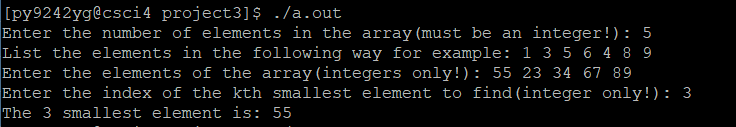 [py9242yg@csci4 project3]$ ./a.out
Enter the number of elements in the array(must be an integer!): 5
List the elements in the following way for example: 1 3 5 6 4 8 9
Enter the elements of the array(integers only!): 55 23 34 67 89
Enter the index of the kth smallest element to find(integer only!): 3
The 3 smallest element is: 55